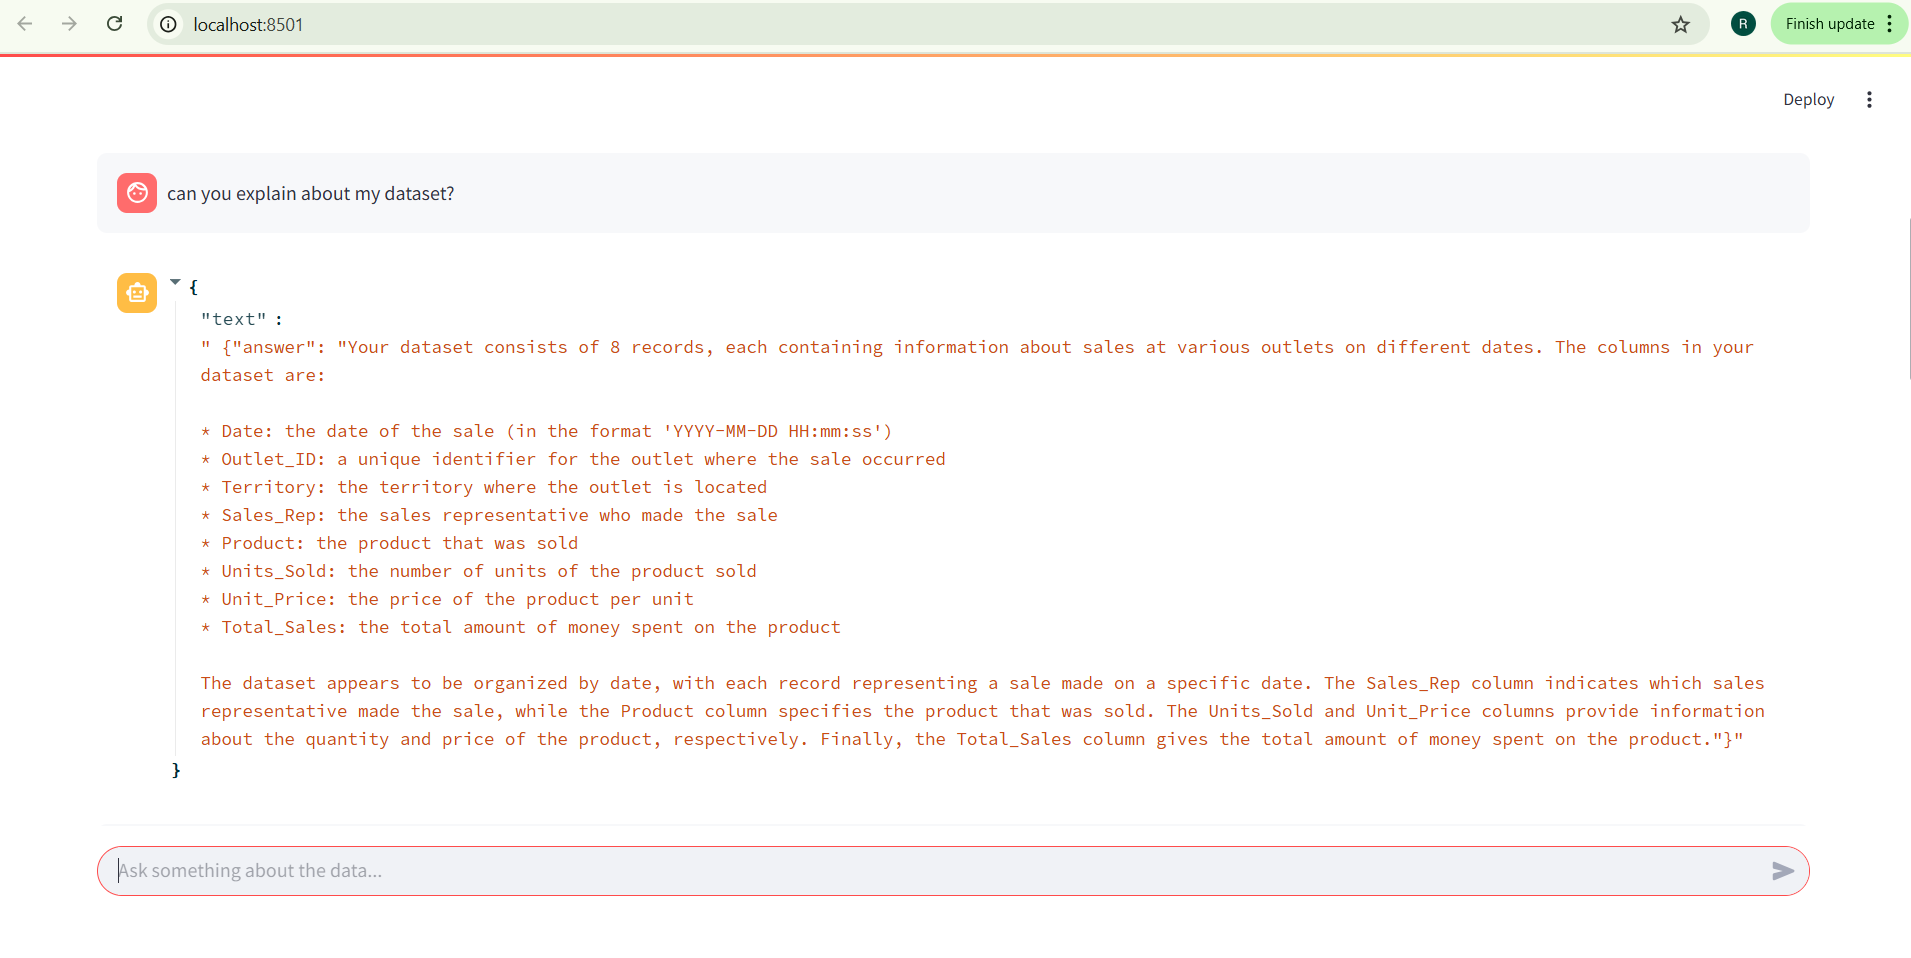 localhost:8501
R
Finish update
Deploy
can you explain about my dataset?
{
"text" :
" {"answer": "Your dataset consists of 8 records, each containing information about sales at various outlets on different dates. The columns in your
dataset are:
* Date: the date of the sale (in the format 'YYYY-MM-DD HH:mm:ss')
* Outlet_ID: a unique identifier for the outlet where the sale occurred
* Territory: the territory where the outlet is located
* Sales_Rep: the sales representative who made the sale
* Product: the product that was sold
* Units_Sold: the number of units of the product sold
* Unit_Price: the price of the product per unit
* Total_Sales: the total amount of money spent on the product
The dataset appears to be organized by date, with each record representing a sale made on a specific date. The Sales_Rep column indicates which sales
representative made the sale, while the Product column specifies the product that was sold. The Units_Sold and Unit_Price columns provide information
about the quantity and price of the product, respectively. Finally, the Total_Sales column gives the total amount of money spent on the product."}"
}
Ask something about the data...